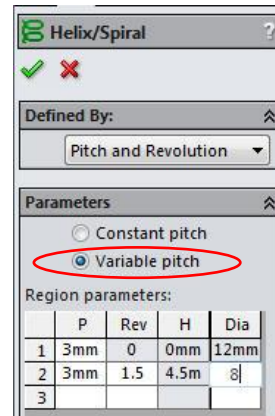 Helix/Spiral ?
Defined By:
Pitch and Revolution
Parameters
Constant pitch
Variable pitch
Region parameters:
P Rev H Dia
1 3mm 0 0mm 12mm
2 3mm 1.5 4.5m 8
3